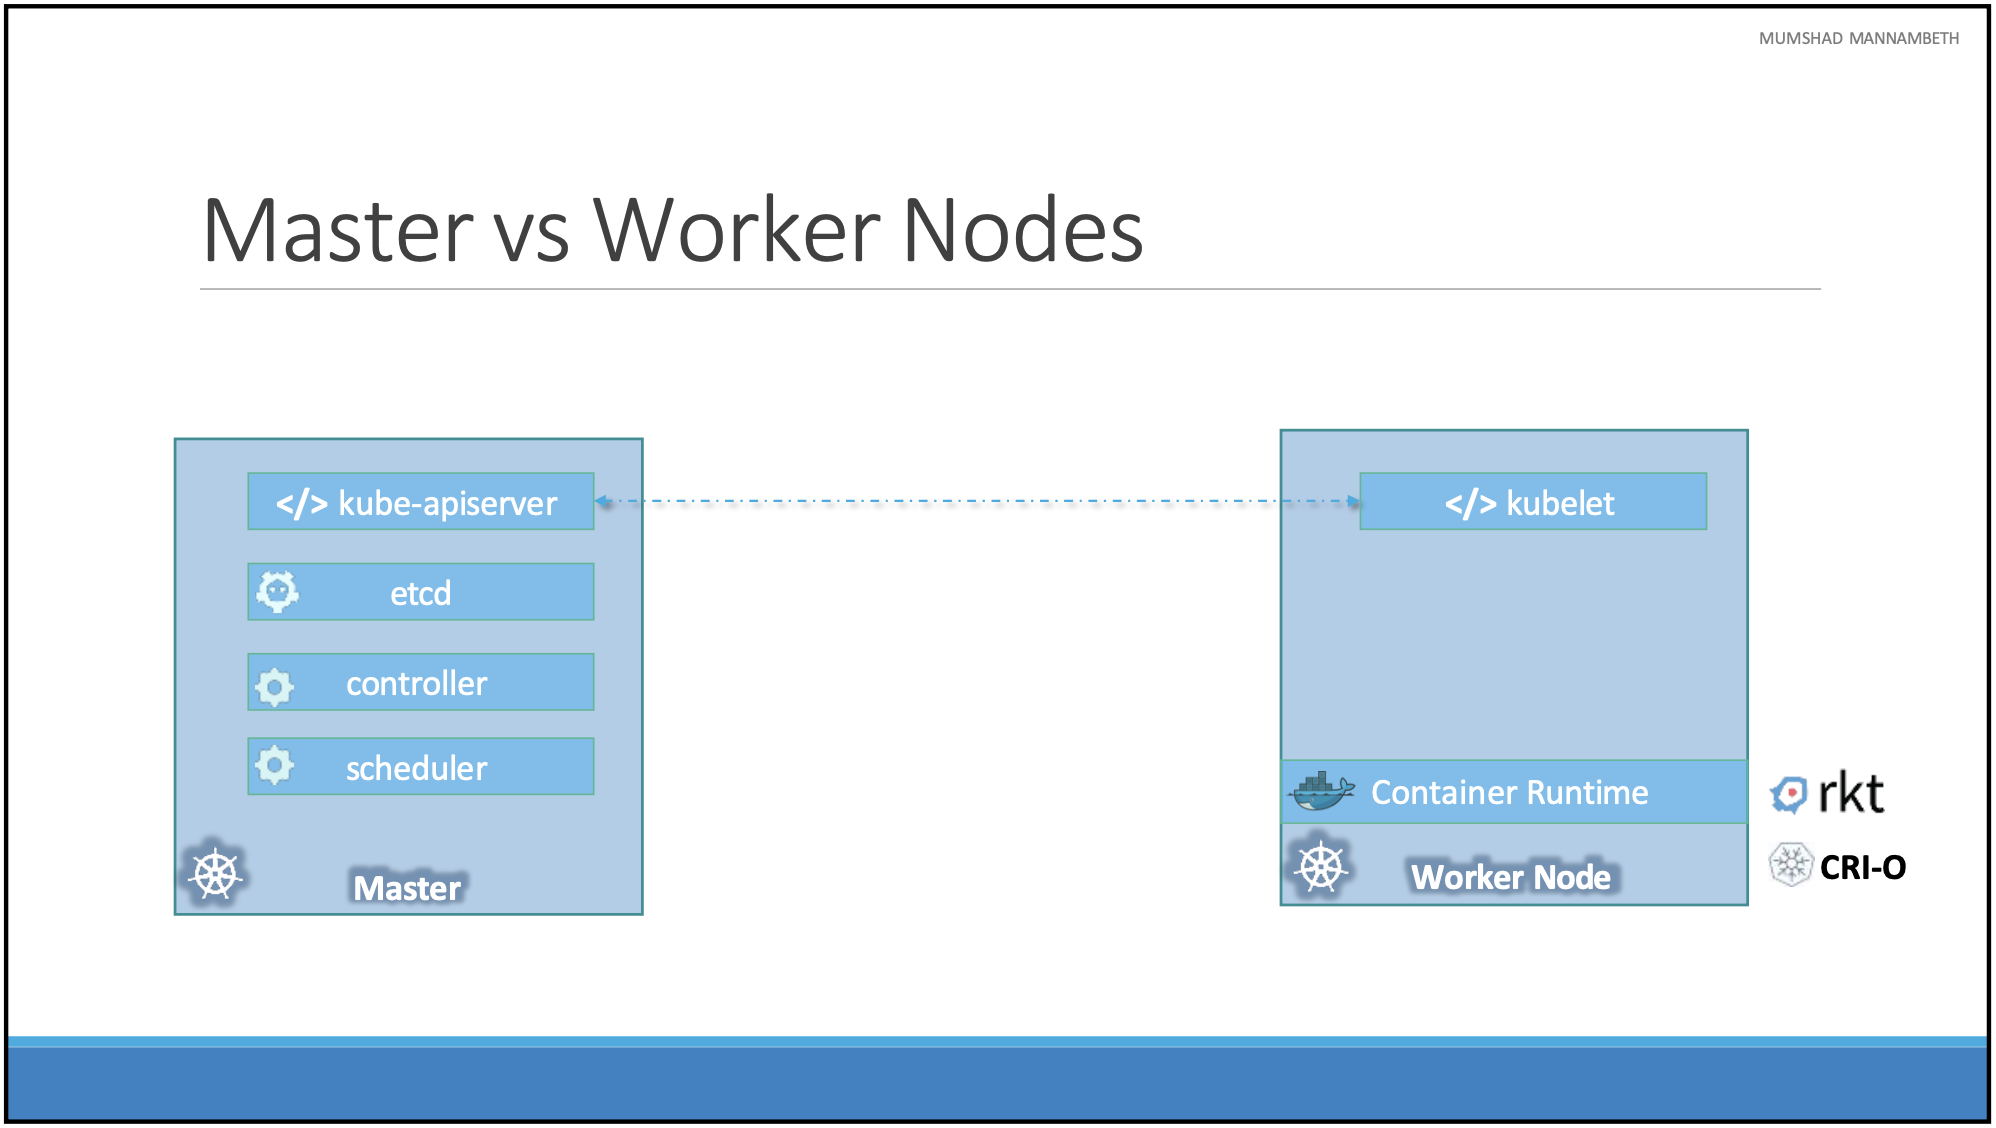 MUMSHAD MANNAMBETH
Master vs Worker Nodes
</> kube-apiserver
</> kubelet
etcd
controller
scheduler
Container Runtime
rkt
CRI-O
Master
Worker Node